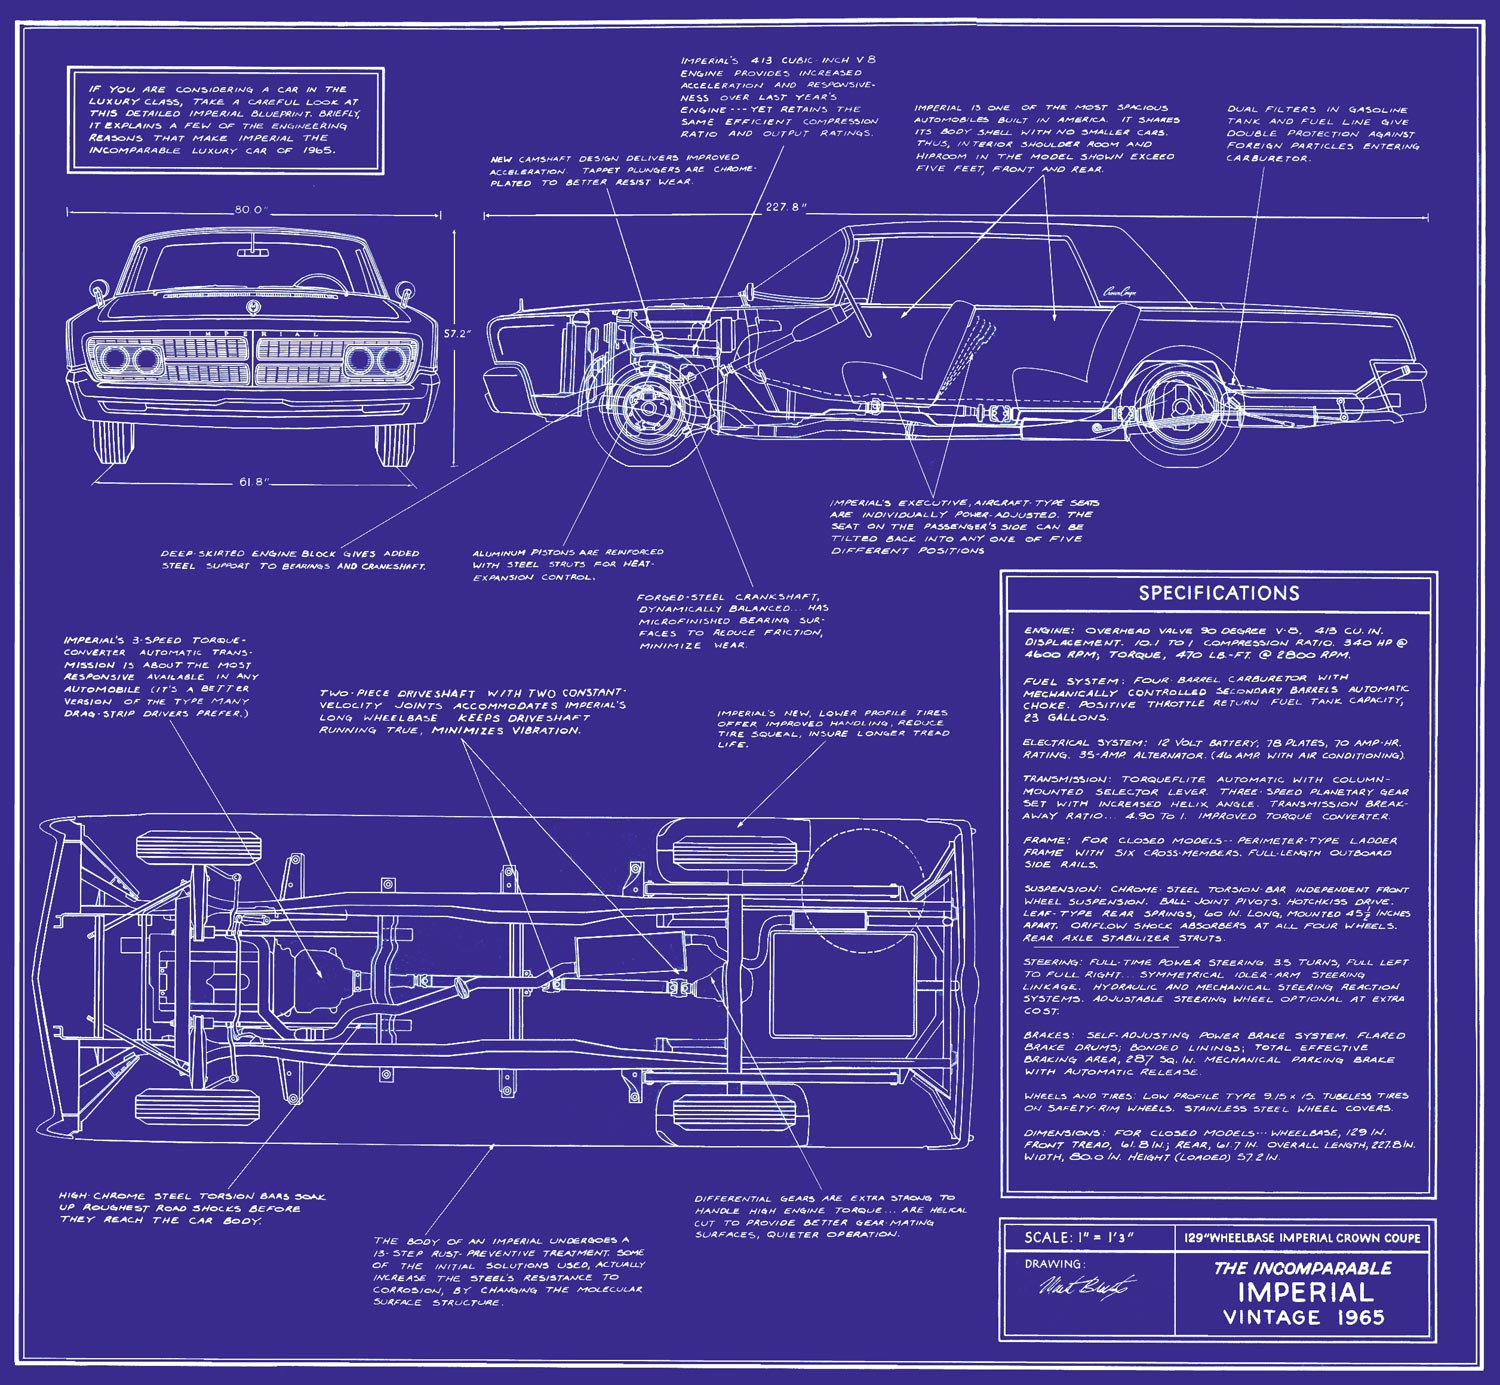 IF YOU ARE CONSIDERING A CAR IN THE
LUXURY CLASS, TAKE A CAREFUL LOOK AT
THIS DETAILED IMPERIAL BLUEPRINT. BRIEFLY,
IT EXPLAINS A FEW OF THE ENGINEERING
REASONS THAT MAKE IMPERIAL THE
INCOMPARABLE LUXURY CAR OF 1965.
IMPERIAL'S 413 CUBIC-INCH V 8
ENGINE PROVIDES INCREASED
ACCELERATION AND RESPONSIVE-
NESS OVER LAST YEAR'S
ENGINE --- YET RETAINS THE
SAME EFFICIENT COMPRESSION
RATIO AND OUTPUT RATINGS.
NEW CAMSHAFT DESIGN DELIVERS IMPROVED
ACCELERATION. TAPPET PLUNGERS ARE CHROME-
PLATED TO BETTER RESIST WEAR.
IMPERIAL IS ONE OF THE MOST SPACIOUS
AUTOMOBILES BUILT IN AMERICA. IT SHARES
ITS BODY SHELL WITH NO SMALLER CARS.
THUS, INTERIOR SHOULDER ROOM AND
HIPROOM IN THE MODEL SHOWN EXCEED
FIVE FEET, FRONT AND REAR.
DUAL FILTERS IN GASOLINE
TANK AND FUEL LINE GIVE
DOUBLE PROTECTION AGAINST
FOREIGN PARTICLES ENTERING
CARBURETOR.
80.0"
227.8"
57.2"
IMPERIAL
Crown Coupe
61.8"
DEEP-SKIRTED ENGINE BLOCK GIVES ADDED
STEEL SUPPORT TO BEARINGS AND CRANKSHAFT.
ALUMINUM PISTONS ARE REINFORCED
WITH STEEL STRUTS FOR HEAT-
EXPANSION CONTROL.
FORGED-STEEL CRANKSHAFT,
DYNAMICALLY BALANCED... HAS
MICROFINISHED BEARING SUR-
FACES TO REDUCE FRICTION,
MINIMIZE WEAR.
IMPERIAL'S EXECUTIVE, AIRCRAFT-TYPE SEATS
ARE INDIVIDUALLY POWER-ADJUSTED. THE
SEAT ON THE PASSENGER'S SIDE CAN BE
TILTED BACK INTO ANY ONE OF FIVE
DIFFERENT POSITIONS
IMPERIAL'S 3-SPEED TORQUE-
CONVERTER AUTOMATIC TRANS-
MISSION IS ABOUT THE MOST
RESPONSIVE AVAILABLE IN ANY
AUTOMOBILE (IT'S A BETTER
VERSION OF THE TYPE MANY
DRAG-STRIP DRIVERS PREFER.)
TWO-PIECE DRIVESHAFT WITH TWO CONSTANT-
VELOCITY JOINTS ACCOMMODATES IMPERIAL'S
LONG WHEELBASE KEEPS DRIVESHAFT
RUNNING TRUE, MINIMIZES VIBRATION.
IMPERIAL'S NEW, LOWER PROFILE TIRES
OFFER IMPROVED HANDLING, REDUCE
TIRE SQUEAL, INSURE LONGER TREAD
LIFE.
HIGH-CHROME STEEL TORSION BARS SOAK
UP ROUGHEST ROAD SHOCKS BEFORE
THEY REACH THE CAR BODY.
THE BODY OF AN IMPERIAL UNDERGOES A
13-STEP RUST-PREVENTIVE TREATMENT. SOME
OF THE INITIAL SOLUTIONS USED, ACTUALLY
INCREASE THE STEEL'S RESISTANCE TO
CORROSION, BY CHANGING THE MOLECULAR
SURFACE STRUCTURE.
DIFFERENTIAL GEARS ARE EXTRA STRONG TO
HANDLE HIGH ENGINE TORQUE... ARE HELICAL
CUT TO PROVIDE BETTER GEAR-MATING
SURFACES, QUIETER OPERATION.
SPECIFICATIONS
ENGINE: OVERHEAD VALVE 90 DEGREE V-8. 413 CU. IN.
DISPLACEMENT. 10.1 TO 1 COMPRESSION RATIO. 340 HP @
4600 RPM; TORQUE, 470 LB.-FT. @ 2800 RPM.
FUEL SYSTEM: FOUR-BARREL CARBURETOR WITH
MECHANICALLY CONTROLLED SECONDARY BARRELS AUTOMATIC
CHOKE. POSITIVE THROTTLE RETURN FUEL TANK CAPACITY,
23 GALLONS.
ELECTRICAL SYSTEM: 12 VOLT BATTERY, 78 PLATES, 70 AMP-HR.
RATING. 35-AMP. ALTERNATOR. (46 AMP. WITH AIR CONDITIONING).
TRANSMISSION: TORQUEFLITE AUTOMATIC WITH COLUMN-
MOUNTED SELECTOR LEVER. THREE-SPEED PLANETARY GEAR
SET WITH INCREASED HELIX ANGLE. TRANSMISSION BREAK-
AWAY RATIO... 4.90 TO 1. IMPROVED TORQUE CONVERTER.
FRAME: FOR CLOSED MODELS-- PERIMETER-TYPE LADDER
FRAME WITH SIX CROSS-MEMBERS. FULL-LENGTH OUTBOARD
SIDE RAILS.
SUSPENSION: CHROME-STEEL TORSION-BAR INDEPENDENT FRONT
WHEEL SUSPENSION. BALL-JOINT PIVOTS. HOTCHKISS DRIVE.
LEAF-TYPE REAR SPRINGS, 60 IN. LONG, MOUNTED 45½ INCHES
APART. ORIFLOW SHOCK ABSORBERS AT ALL FOUR WHEELS.
REAR AXLE STABILIZER STRUTS.
STEERING: FULL-TIME POWER STEERING. 3.5 TURNS, FULL LEFT
TO FULL RIGHT... SYMMETRICAL IDLER-ARM STEERING
LINKAGE. HYDRAULIC AND MECHANICAL STEERING REACTION
SYSTEMS. ADJUSTABLE STEERING WHEEL OPTIONAL AT EXTRA
COST.
BRAKES: SELF-ADJUSTING POWER BRAKE SYSTEM. FLARED
BRAKE DRUMS; BONDED LININGS; TOTAL EFFECTIVE
BRAKING AREA, 287 SQ. IN. MECHANICAL PARKING BRAKE
WITH AUTOMATIC RELEASE.
WHEELS AND TIRES: LOW PROFILE TYPE 9.15 x 15. TUBELESS TIRES
ON SAFETY-RIM WHEELS. STAINLESS STEEL WHEEL COVERS.
DIMENSIONS: FOR CLOSED MODELS--- WHEELBASE, 129 IN.
FRONT TREAD, 61.8 IN.; REAR, 61.7 IN. OVERALL LENGTH, 227.8 IN.
WIDTH, 80.0 IN. HEIGHT (LOADED) 57.2 IN.
SCALE: 1" = 1'3"
129" WHEELBASE IMPERIAL CROWN COUPE
DRAWING:
THE INCOMPARABLE
IMPERIAL
VINTAGE 1965